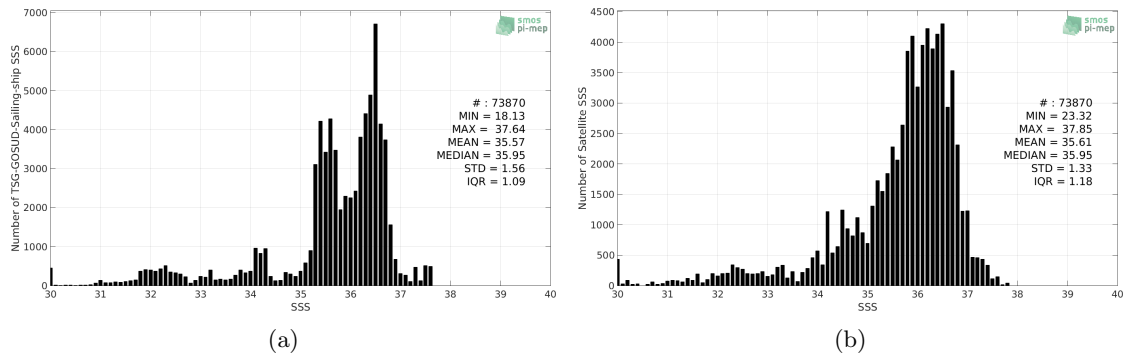 7000
6000
5000
4000
3000
2000
1000
0
30 31 32 33 34 35 36 37 38 39 40
SSS
Number of TSG-GOSUD-Sailing-ship SSS
smos
pi-mep
# : 73870
MIN = 18.13
MAX = 37.64
MEAN = 35.57
MEDIAN = 35.95
STD = 1.56
IQR = 1.09
(a)
4500
4000
3500
3000
2500
2000
1500
1000
500
0
30 31 32 33 34 35 36 37 38 39 40
SSS
Number of Satellite SSS
smos
pi-mep
# : 73870
MIN = 23.32
MAX = 37.85
MEAN = 35.61
MEDIAN = 35.95
STD = 1.33
IQR = 1.18
(b)